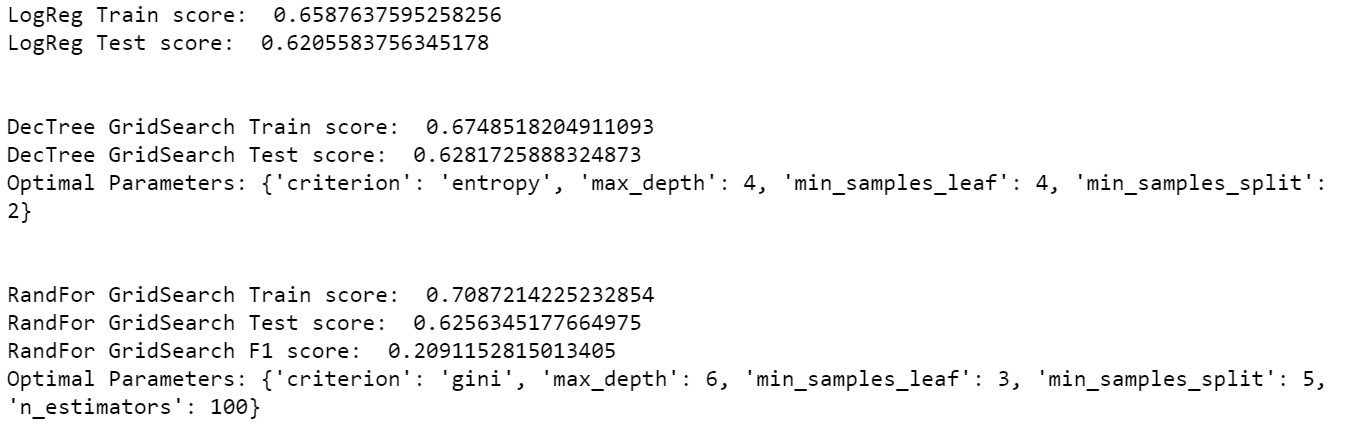 LogReg Train score:  0.6587637595258256
LogReg Test score:  0.6205583756345178
DecTree GridSearch Train score:  0.6748518204911093
DecTree GridSearch Test score:  0.6281725888324873
Optimal Parameters: {'criterion': 'entropy', 'max_depth': 4, 'min_samples_leaf': 4, 'min_samples_split':
2}
RandFor GridSearch Train score:  0.7087214225232854
RandFor GridSearch Test score:  0.6256345177664975
RandFor GridSearch F1 score:  0.2091152815013405
Optimal Parameters: {'criterion': 'gini', 'max_depth': 6, 'min_samples_leaf': 3, 'min_samples_split': 5,
'n_estimators': 100}